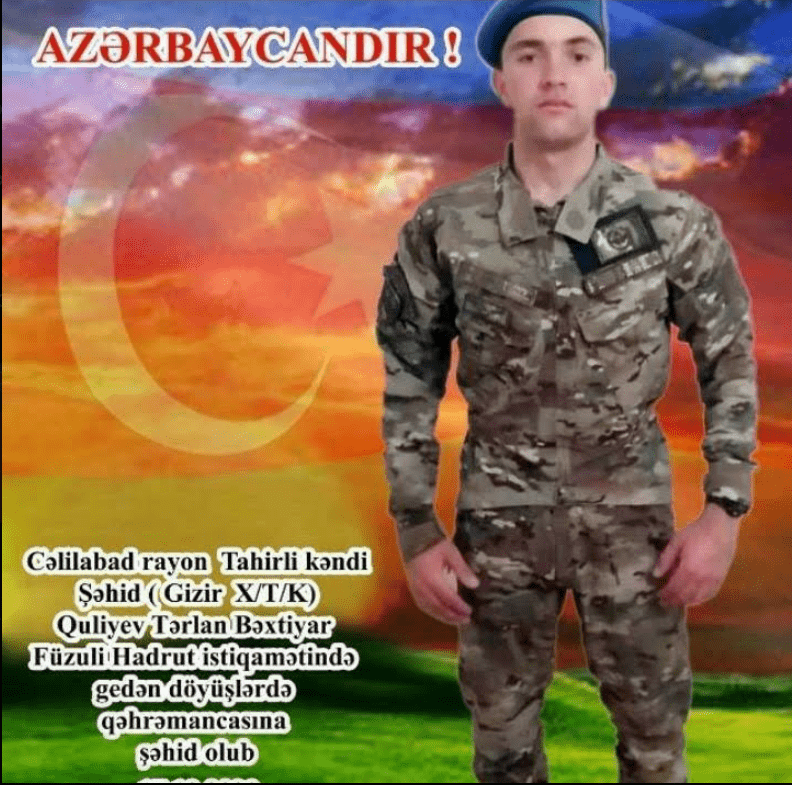 AZƏRBAYCANDIR !
Cəlilabad rayon Tahirli kəndi
Şəhid ( Gizir X/T/K)
Quliyev Tərlan Bəxtiyar
Füzuli Hadrut istiqamətində
gedən döyüşlərdə
qəhrəmancasına
şəhid olub